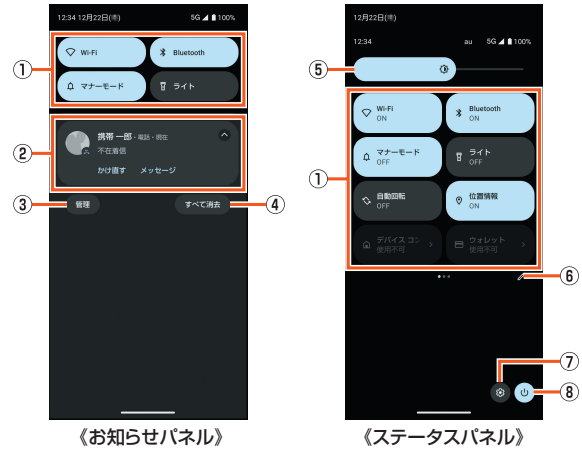 12:34 12月22日(木) 5G 100%
① Wi-Fi Bluetooth
マナーモード ライト
② 携帯 一郎・電話・現在
不在着信
かけ直す メッセージ
③ 管理 すべて消去 ④
《お知らせパネル》
12月22日(木)
12:34 au 5G 100%
⑤
Wi-Fi
ON
Bluetooth
ON
① マナーモード
ON
ライト
OFF
自動回転
OFF
位置情報
ON
デバイス コン
使用不可
ウォレット
使用不可
⑥
⑦
⑧
《ステータスパネル》